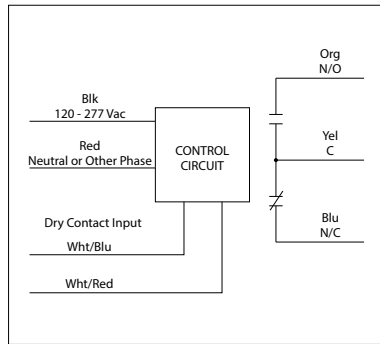 Blk
120 - 277 Vac
Red
Neutral or Other Phase
CONTROL
CIRCUIT
Dry Contact Input
Wht/Blu
Wht/Red
Org
N/O
Yel
C
Blu
N/C